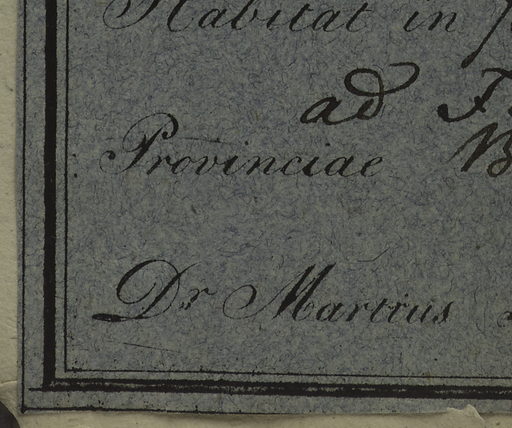 Habitat in
ad
Provinciae
Dr Martius